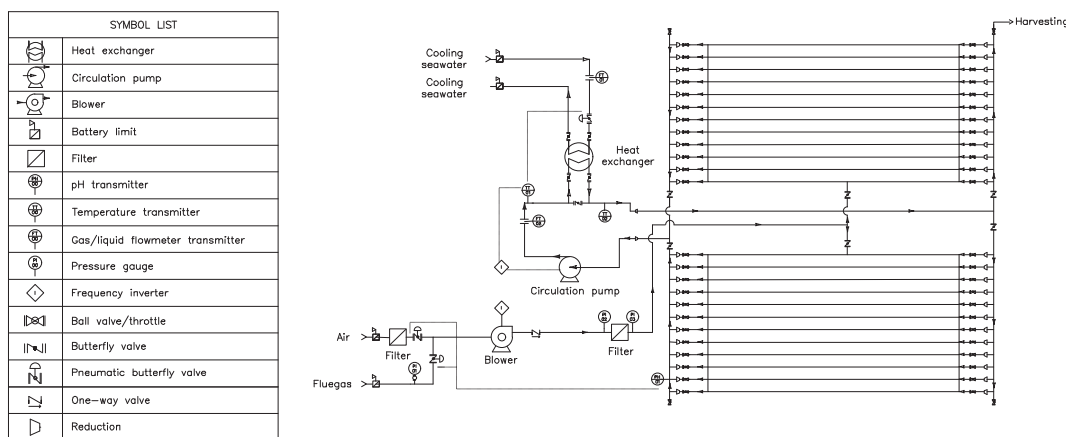 SYMBOL LIST
Heat exchanger
Circulation pump
Blower
Battery limit
Filter
pH transmitter
Temperature transmitter
Gas/liquid flowmeter transmitter
Pressure gauge
Frequency inverter
Ball valve/throttle
Butterfly valve
Pneumatic butterfly valve
One-way valve
Reduction
Harvesting
Cooling
seawater
Cooling
seawater
Heat
exchanger
Circulation pump
Air
Filter
Blower
Filter
Fluegas